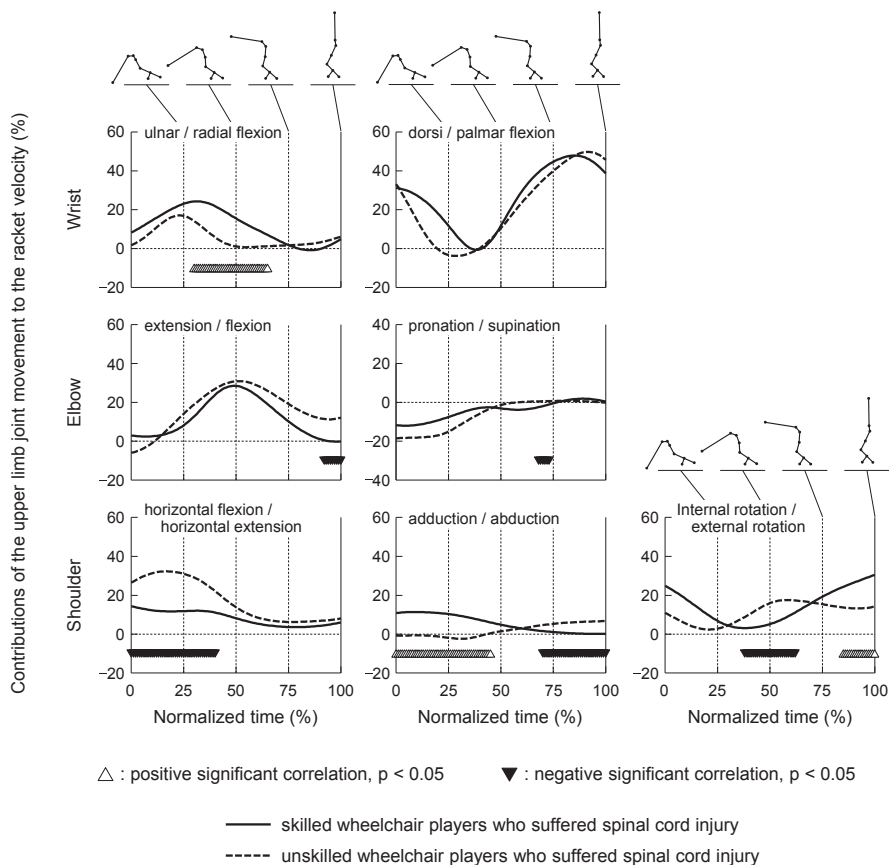 Contributions of the upper limb joint movement to the racket velocity (%)
Wrist
ulnar / radial flexion
60
40
20
0
−20
dorsi / palmar flexion
60
40
20
0
−20
Elbow
extension / flexion
60
40
20
0
−20
pronation / supination
40
20
0
−20
−40
Shoulder
horizontal flexion /
horizontal extension
60
40
20
0
−20
0 25 50 75 100
Normalized time (%)
adduction / abduction
60
40
20
0
−20
0 25 50 75 100
Normalized time (%)
Internal rotation /
external rotation
60
40
20
0
−20
0 25 50 75 100
Normalized time (%)
△ : positive significant correlation, p < 0.05 ▼ : negative significant correlation, p < 0.05
skilled wheelchair players who suffered spinal cord injury
unskilled wheelchair players who suffered spinal cord injury